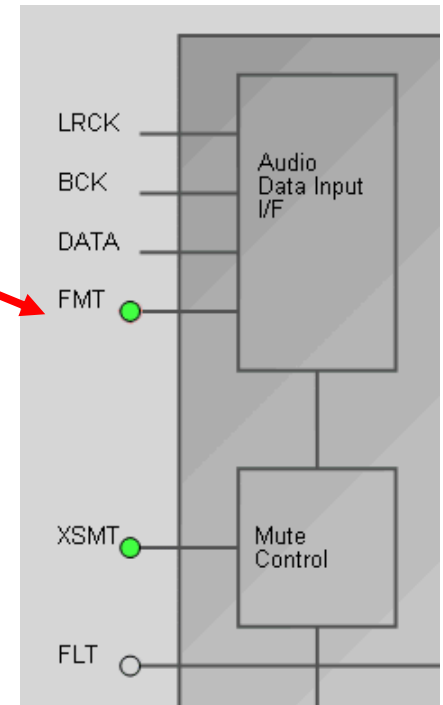 LRCK
BCK
DATA
FMT
Audio
Data Input
I/F
XSMT
Mute
Control
FLT